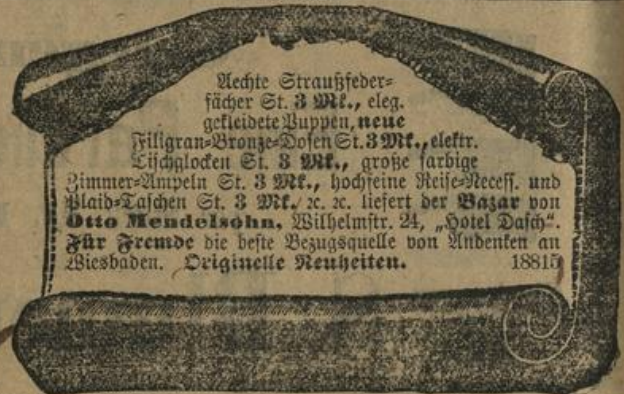 Aechte Straußfeder-
fächer St. 3 Mk., eleg.
gekleidete Puppen, neue
Filigran-Bronze-Dosen St. 3 Mk., elektr.
Tischglocken St. 3 Mk., große farbige
Zimmer-Ampeln St. 3 Mk., hochfeine Reise-Necess. und
Plaid-Taschen St. 3 Mk. ꝛc. ꝛc. liefert der Bazar von
Otto Mendelsohn, Wilhelmstr. 24, „Hotel Dasch".
Für Fremde die beste Bezugsquelle von Andenken an
Wiesbaden. Originelle Neuheiten. 18815